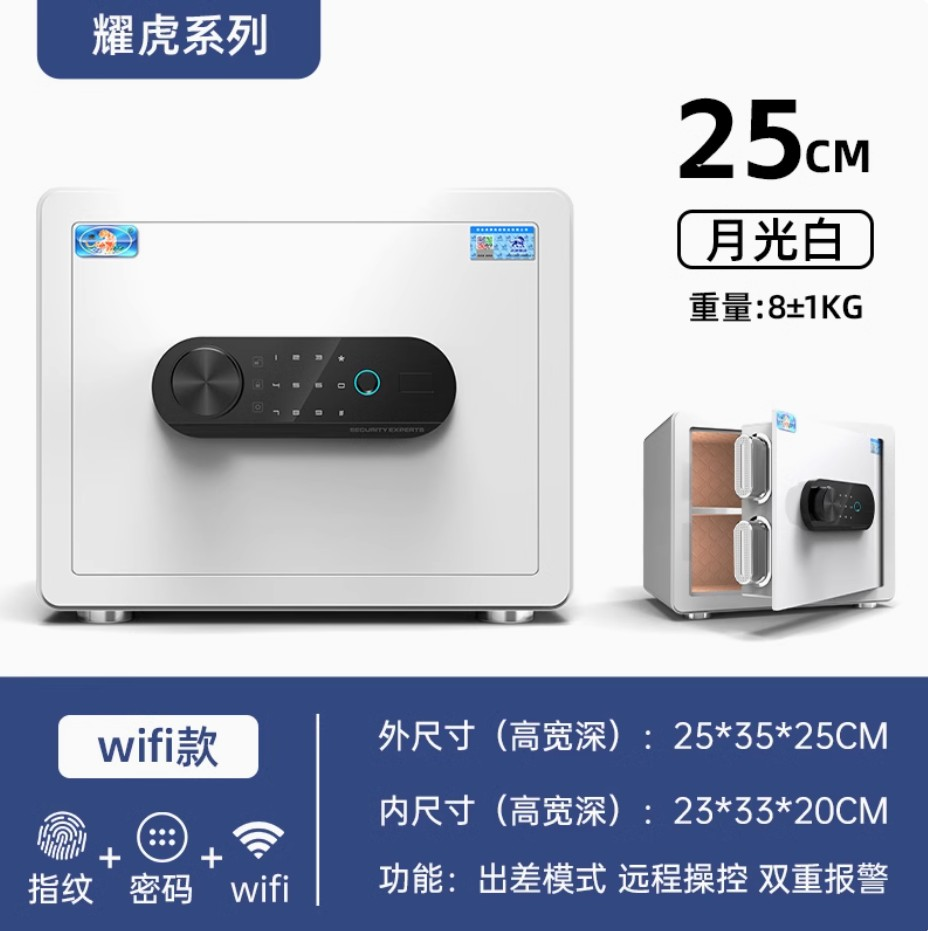 耀虎系列
25CM
月光白
重量:8±1KG
SECURITY EXPERTS
wifi款
指纹 + 密码 + wifi
外尺寸（高宽深）：25*35*25CM
内尺寸（高宽深）：23*33*20CM
功能：出差模式 远程操控 双重报警